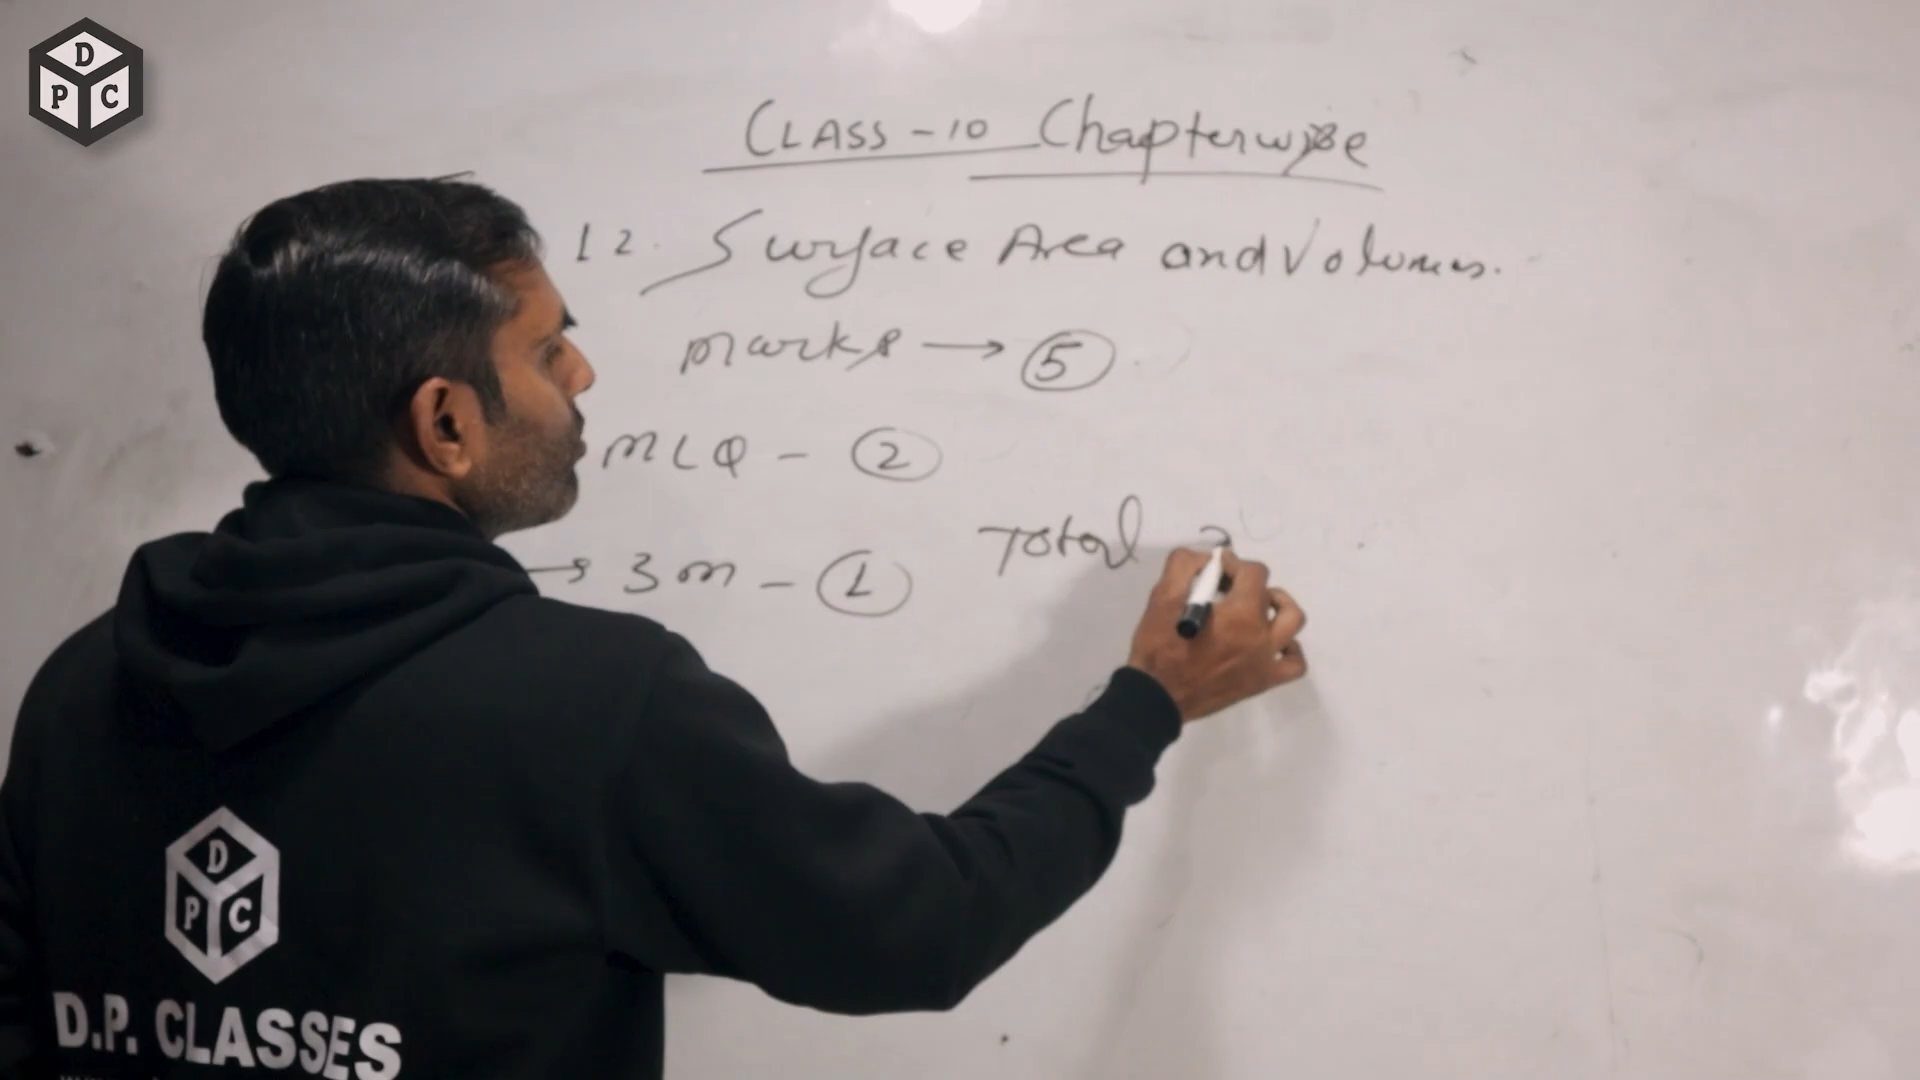 D
P C
CLASS - 10 Chapterwise
12. Surface Area and Volumes.
Marks → 5
MCQ - 2
→ 3m - 1
Total
D
P C
D.P. CLASSES